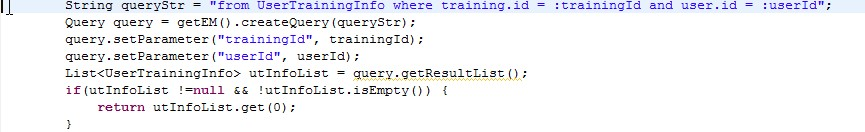 String queryStr = "from UserTrainingInfo where training.id = :trainingId and user.id = :userId";
Query query = getEM().createQuery(queryStr);
query.setParameter("trainingId", trainingId);
query.setParameter("userId", userId);
List<UserTrainingInfo> utInfoList = query.getResultList();
if(utInfoList !=null && !utInfoList.isEmpty()) {
return utInfoList.get(0);
}